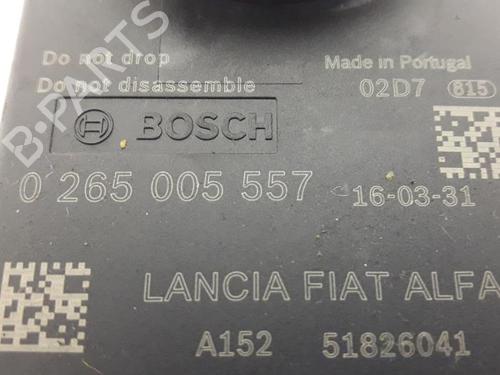 Do not drop
Do not disassemble
Made in Portugal
02D7 815
BOSCH
0 265 005 557
16-03-31
LANCIA FIAT ALFA
A152 51826041
B-PARTS